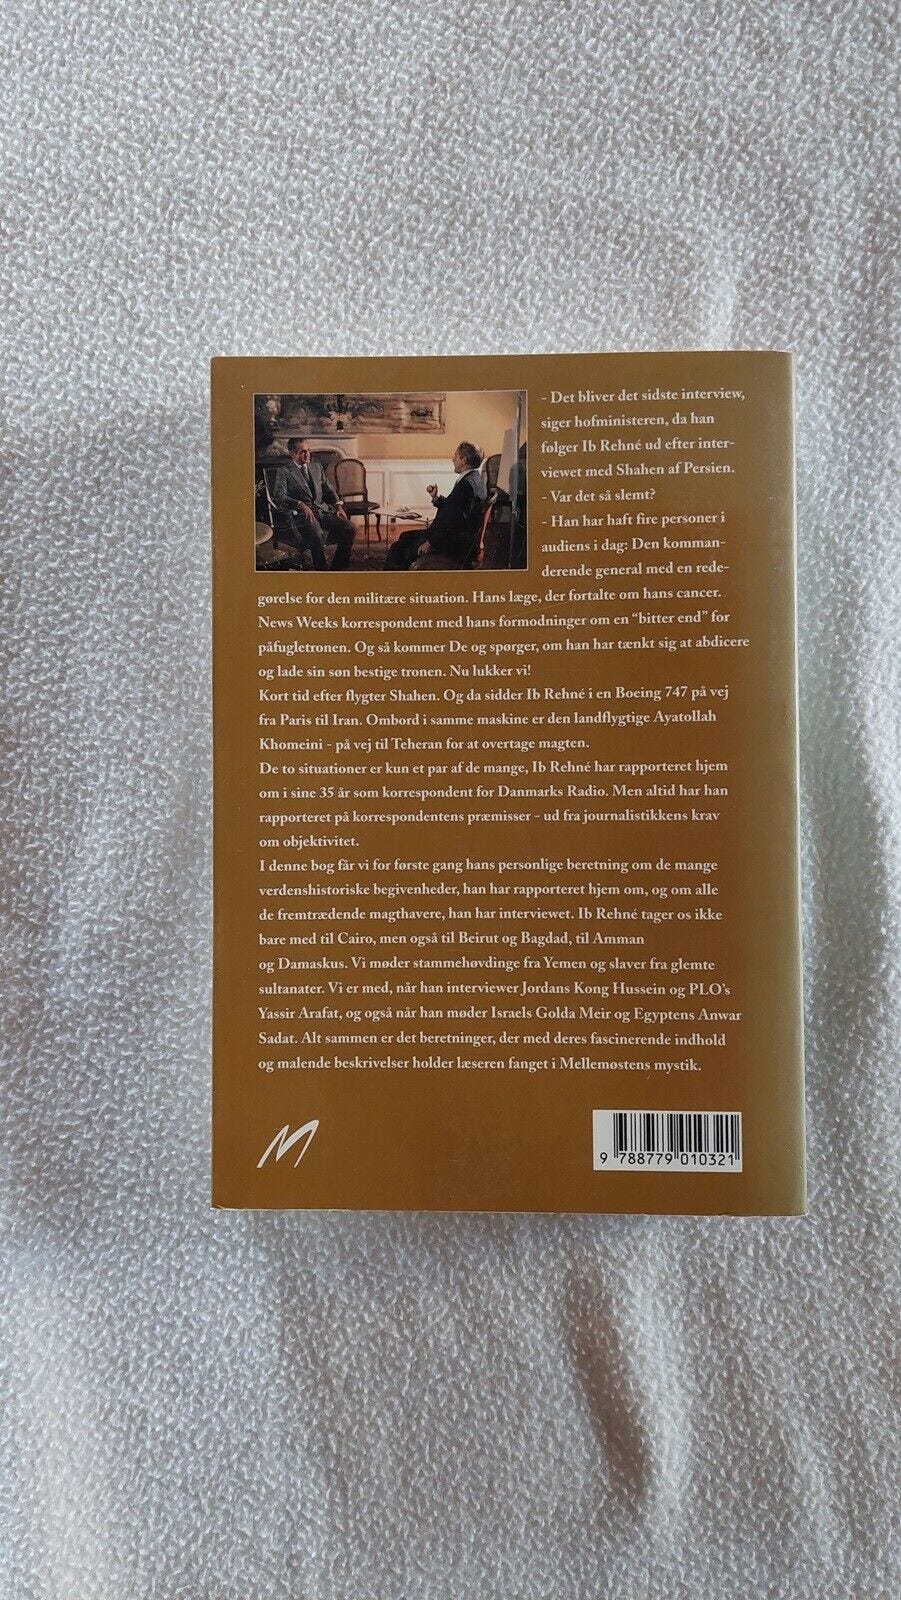 - Det bliver det sidste interview,
siger hofministeren, da han
følger Ib Rehné ud efter inter-
viewet med Shahen af Persien.
- Var det så slemt?
- Han har haft fire personer i
audiens i dag: Den komman-
derende general med en rede-
gørelse for den militære situation. Hans læge, der fortalte om hans cancer.
News Weeks korrespondent med hans formodninger om en “bitter end” for
påfugletronen. Og så kommer De og spørger, om han har tænkt sig at abdicere
og lade sin søn bestige tronen. Nu lukker vi!
Kort tid efter flygter Shahen. Og da sidder Ib Rehné i en Boeing 747 på vej
fra Paris til Iran. Ombord i samme maskine er den landflygtige Ayatollah
Khomeini - på vej til Teheran for at overtage magten.
De to situationer er kun et par af de mange, Ib Rehné har rapporteret hjem
om i sine 35 år som korrespondent for Danmarks Radio. Men altid har han
rapporteret på korrespondentens præmisser - ud fra journalistikkens krav
om objektivitet.
I denne bog får vi for første gang hans personlige beretning om de mange
verdenshistoriske begivenheder, han har rapporteret hjem om, og om alle
de fremtrædende magthavere, han har interviewet. Ib Rehné tager os ikke
bare med til Cairo, men også til Beirut og Bagdad, til Amman
og Damaskus. Vi møder stammehøvdinge fra Yemen og slaver fra glemte
sultanater. Vi er med, når han interviewer Jordans Kong Hussein og PLO’s
Yassir Arafat, og også når han møder Israels Golda Meir og Egyptens Anwar
Sadat. Alt sammen er det beretninger, der med deres fascinerende indhold
og malende beskrivelser holder læseren fanget i Mellemøstens mystik.
M
9 788779 010321